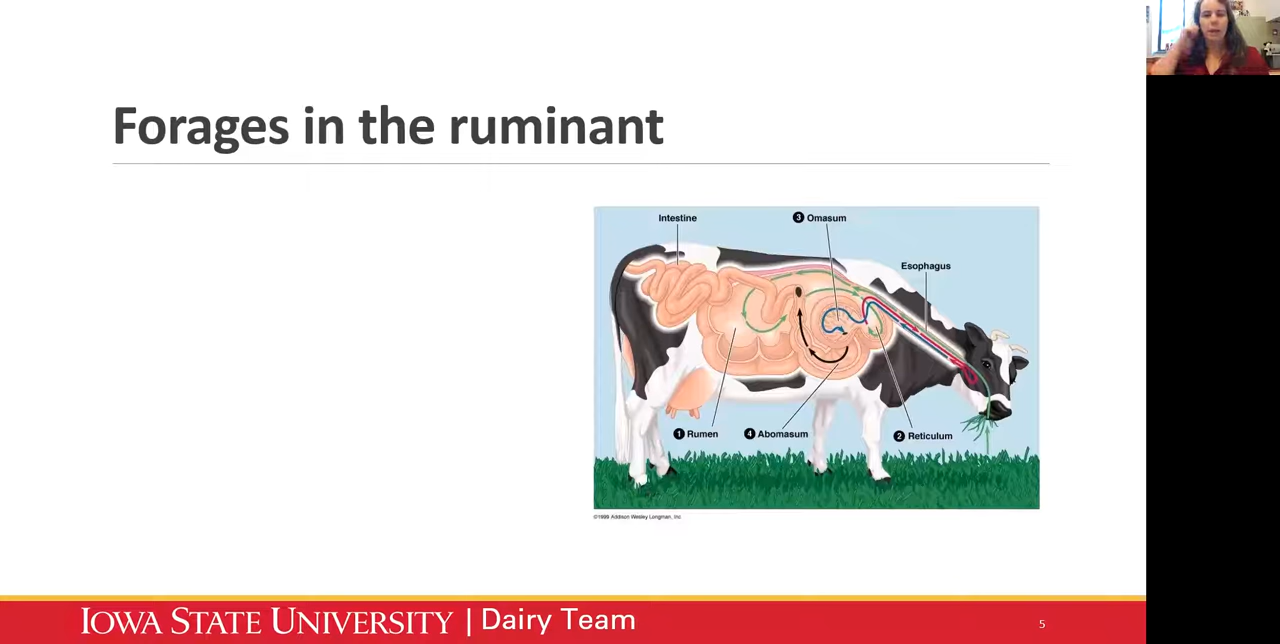 Forages in the ruminant
Intestine
3 Omasum
Esophagus
1 Rumen
4 Abomasum
2 Reticulum
©1999 Addison Wesley Longman, Inc.
IOWA STATE UNIVERSITY | Dairy Team
5